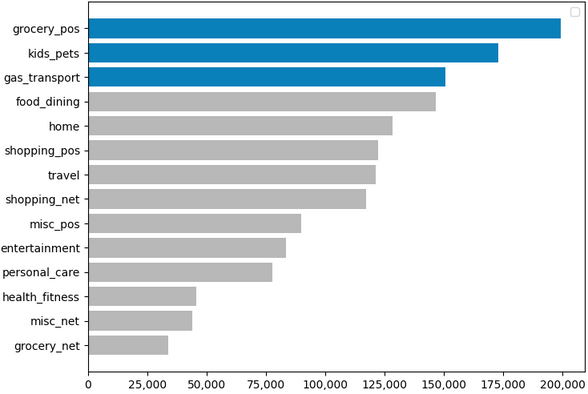 grocery_pos
kids_pets
gas_transport
food_dining
home
shopping_pos
travel
shopping_net
misc_pos
entertainment
personal_care
health_fitness
misc_net
grocery_net
0 25,000 50,000 75,000 100,000 125,000 150,000 175,000 200,000